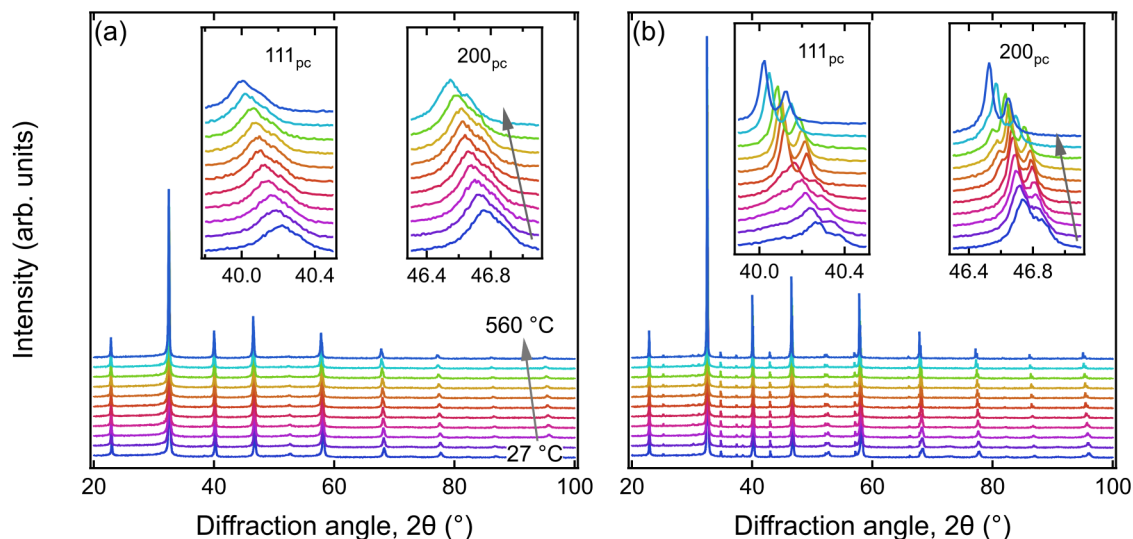 (a)
111pc
200pc
40.0 40.4
46.4 46.8
560 °C
27 °C
20 40 60 80 100
Diffraction angle, 2θ (°)
Intensity (arb. units)
(b)
111pc
200pc
40.0 40.4
46.4 46.8
20 40 60 80 100
Diffraction angle, 2θ (°)